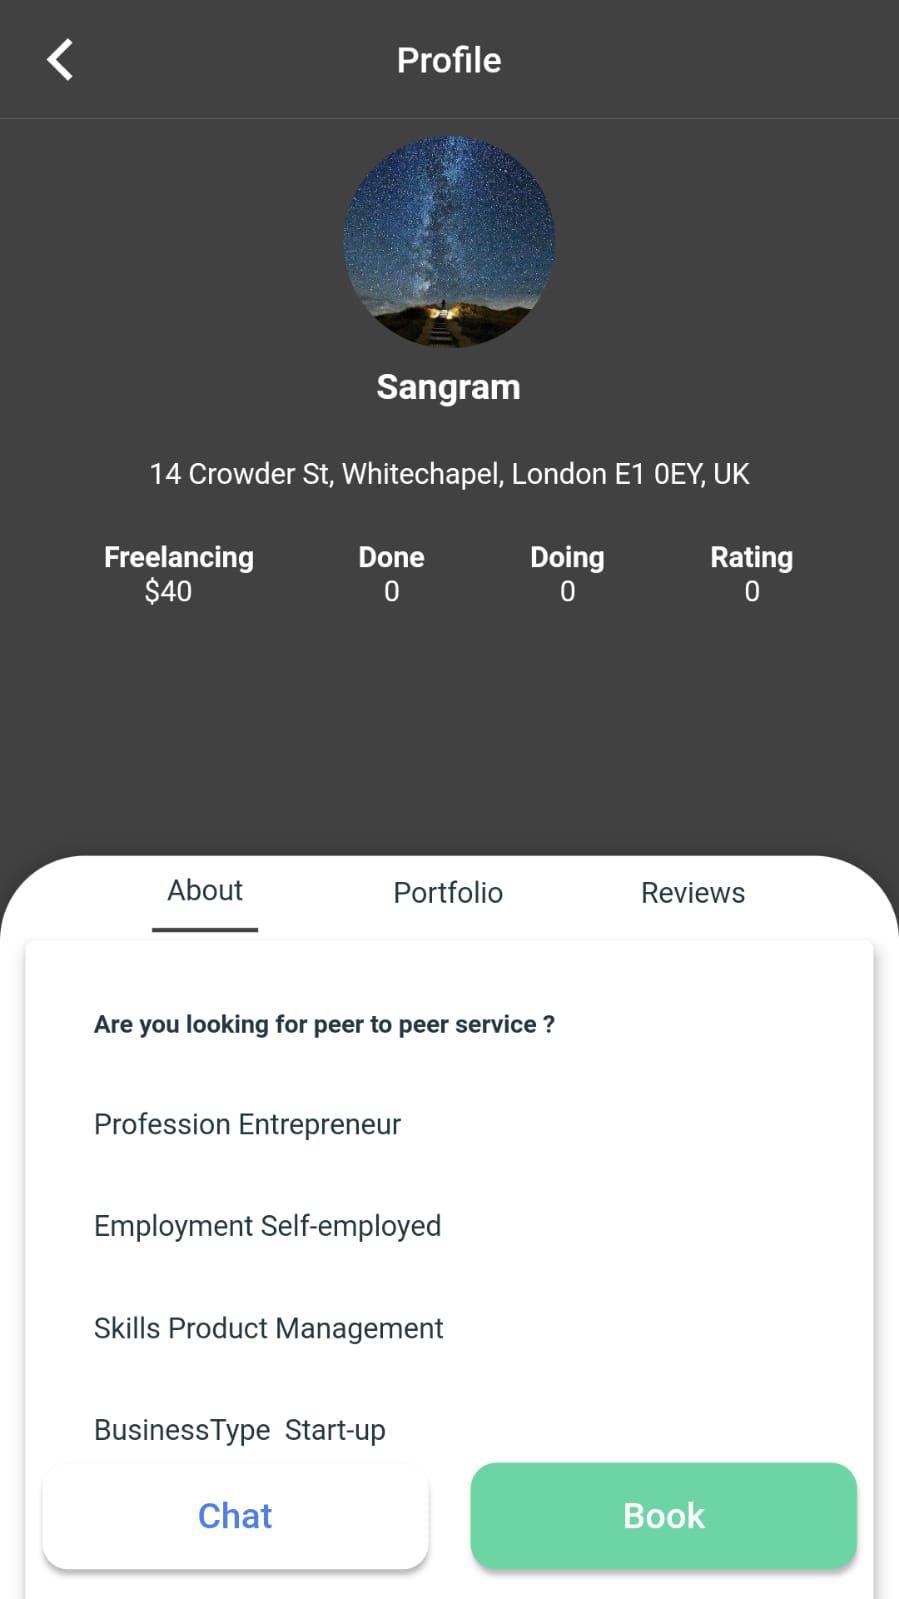 Profile
Sangram
14 Crowder St, Whitechapel, London E1 0EY, UK
Freelancing Done Doing Rating
$40 0 0 0
About Portfolio Reviews
Are you looking for peer to peer service ?
Profession Entrepreneur
Employment Self-employed
Skills Product Management
BusinessType  Start-up
Chat Book